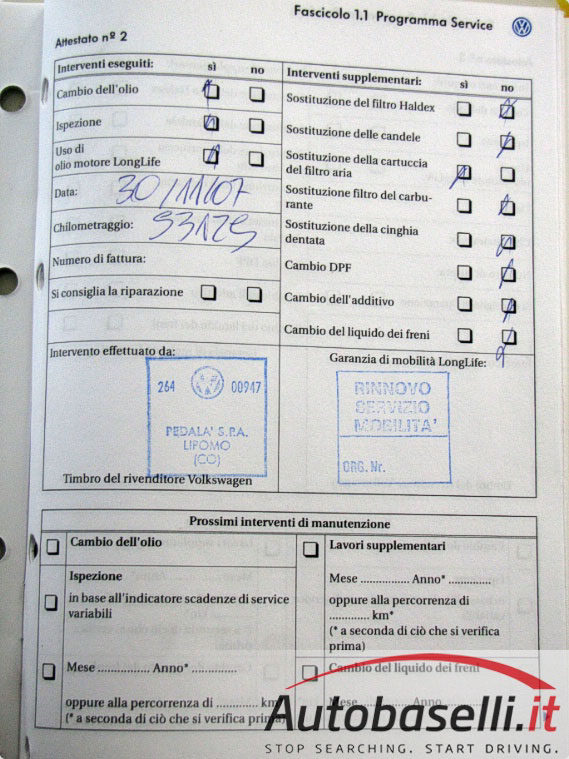 Fascicolo 1.1 Programma Service
Attestato nº 2
Interventi eseguiti: sì no
Cambio dell'olio
Ispezione
Uso di
olio motore LongLife
Data: 30/11/07
Chilometraggio: 93129
Numero di fattura:
Si consiglia la riparazione
Interventi supplementari: sì no
Sostituzione del filtro Haldex
Sostituzione delle candele
Sostituzione della cartuccia
del filtro aria
Sostituzione filtro del carbu-
rante
Sostituzione della cinghia
dentata
Cambio DPF
Cambio dell'additivo
Cambio del liquido dei freni
Intervento effettuato da:
264 00947
PEDALA' S.P.A.
LIPOMO
(CO)
Timbro del rivenditore Volkswagen
Garanzia di mobilità LongLife:
RINNOVO
SERVIZIO
MOBILITA'
ORG. Nr.
Prossimi interventi di manutenzione
Cambio dell'olio
Ispezione
in base all'indicatore scadenze di service
variabili
Mese ................ Anno* ..............
oppure alla percorrenza di ............ km
(* a seconda di ciò che si verifica prima)
Lavori supplementari
Mese .............. Anno* .............
oppure alla percorrenza di
............. km*
(* a seconda di ciò che si verifica
prima)
Cambio del liquido dei freni
Mese .............. Anno ..............
Autobaselli.it
STOP SEARCHING. START DRIVING.